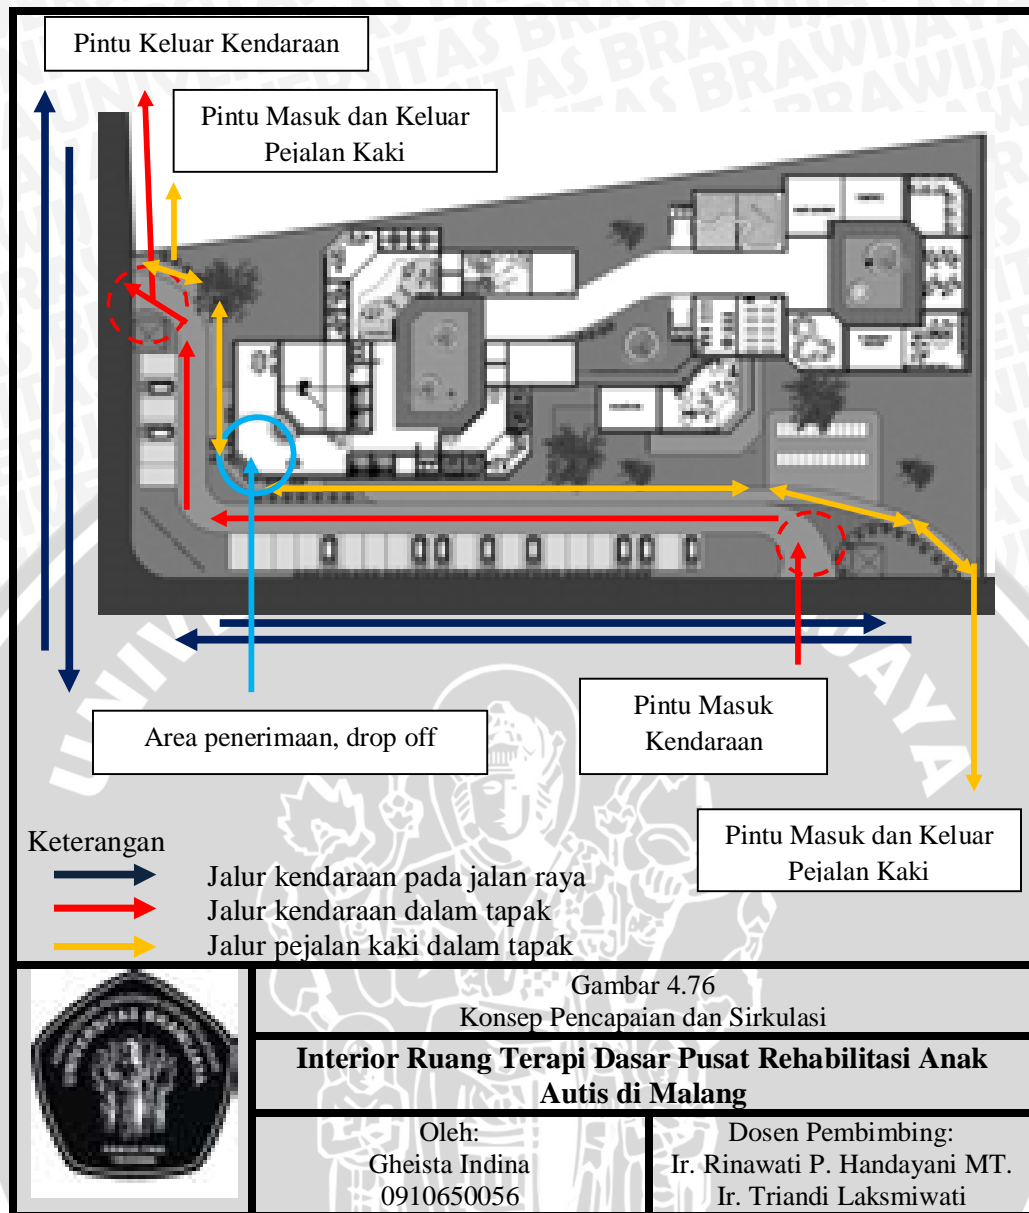 Pintu Keluar Kendaraan
Pintu Masuk dan Keluar
Pejalan Kaki
Area penerimaan, drop off
Pintu Masuk
Kendaraan
Pintu Masuk dan Keluar
Pejalan Kaki
Keterangan
Jalur kendaraan pada jalan raya
Jalur kendaraan dalam tapak
Jalur pejalan kaki dalam tapak
Gambar 4.76
Konsep Pencapaian dan Sirkulasi
Interior Ruang Terapi Dasar Pusat Rehabilitasi Anak
Autis di Malang
Oleh:
Gheista Indina
0910650056
Dosen Pembimbing:
Ir. Rinawati P. Handayani MT.
Ir. Triandi Laksmiwati